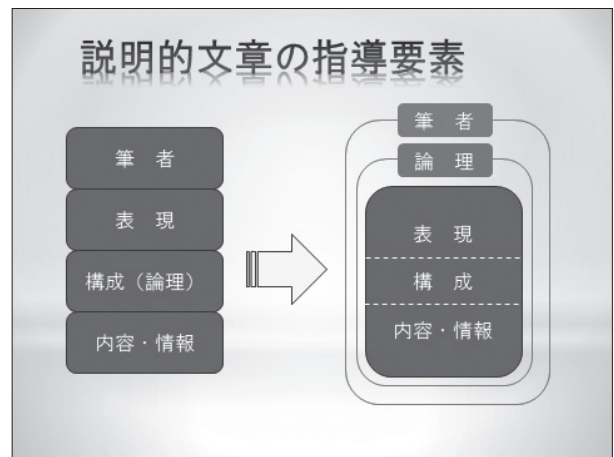 説明的文章の指導要素
筆　者
表　現
構成（論理）
内容・情報
筆　者
論　理
表　現
構　成
内容・情報